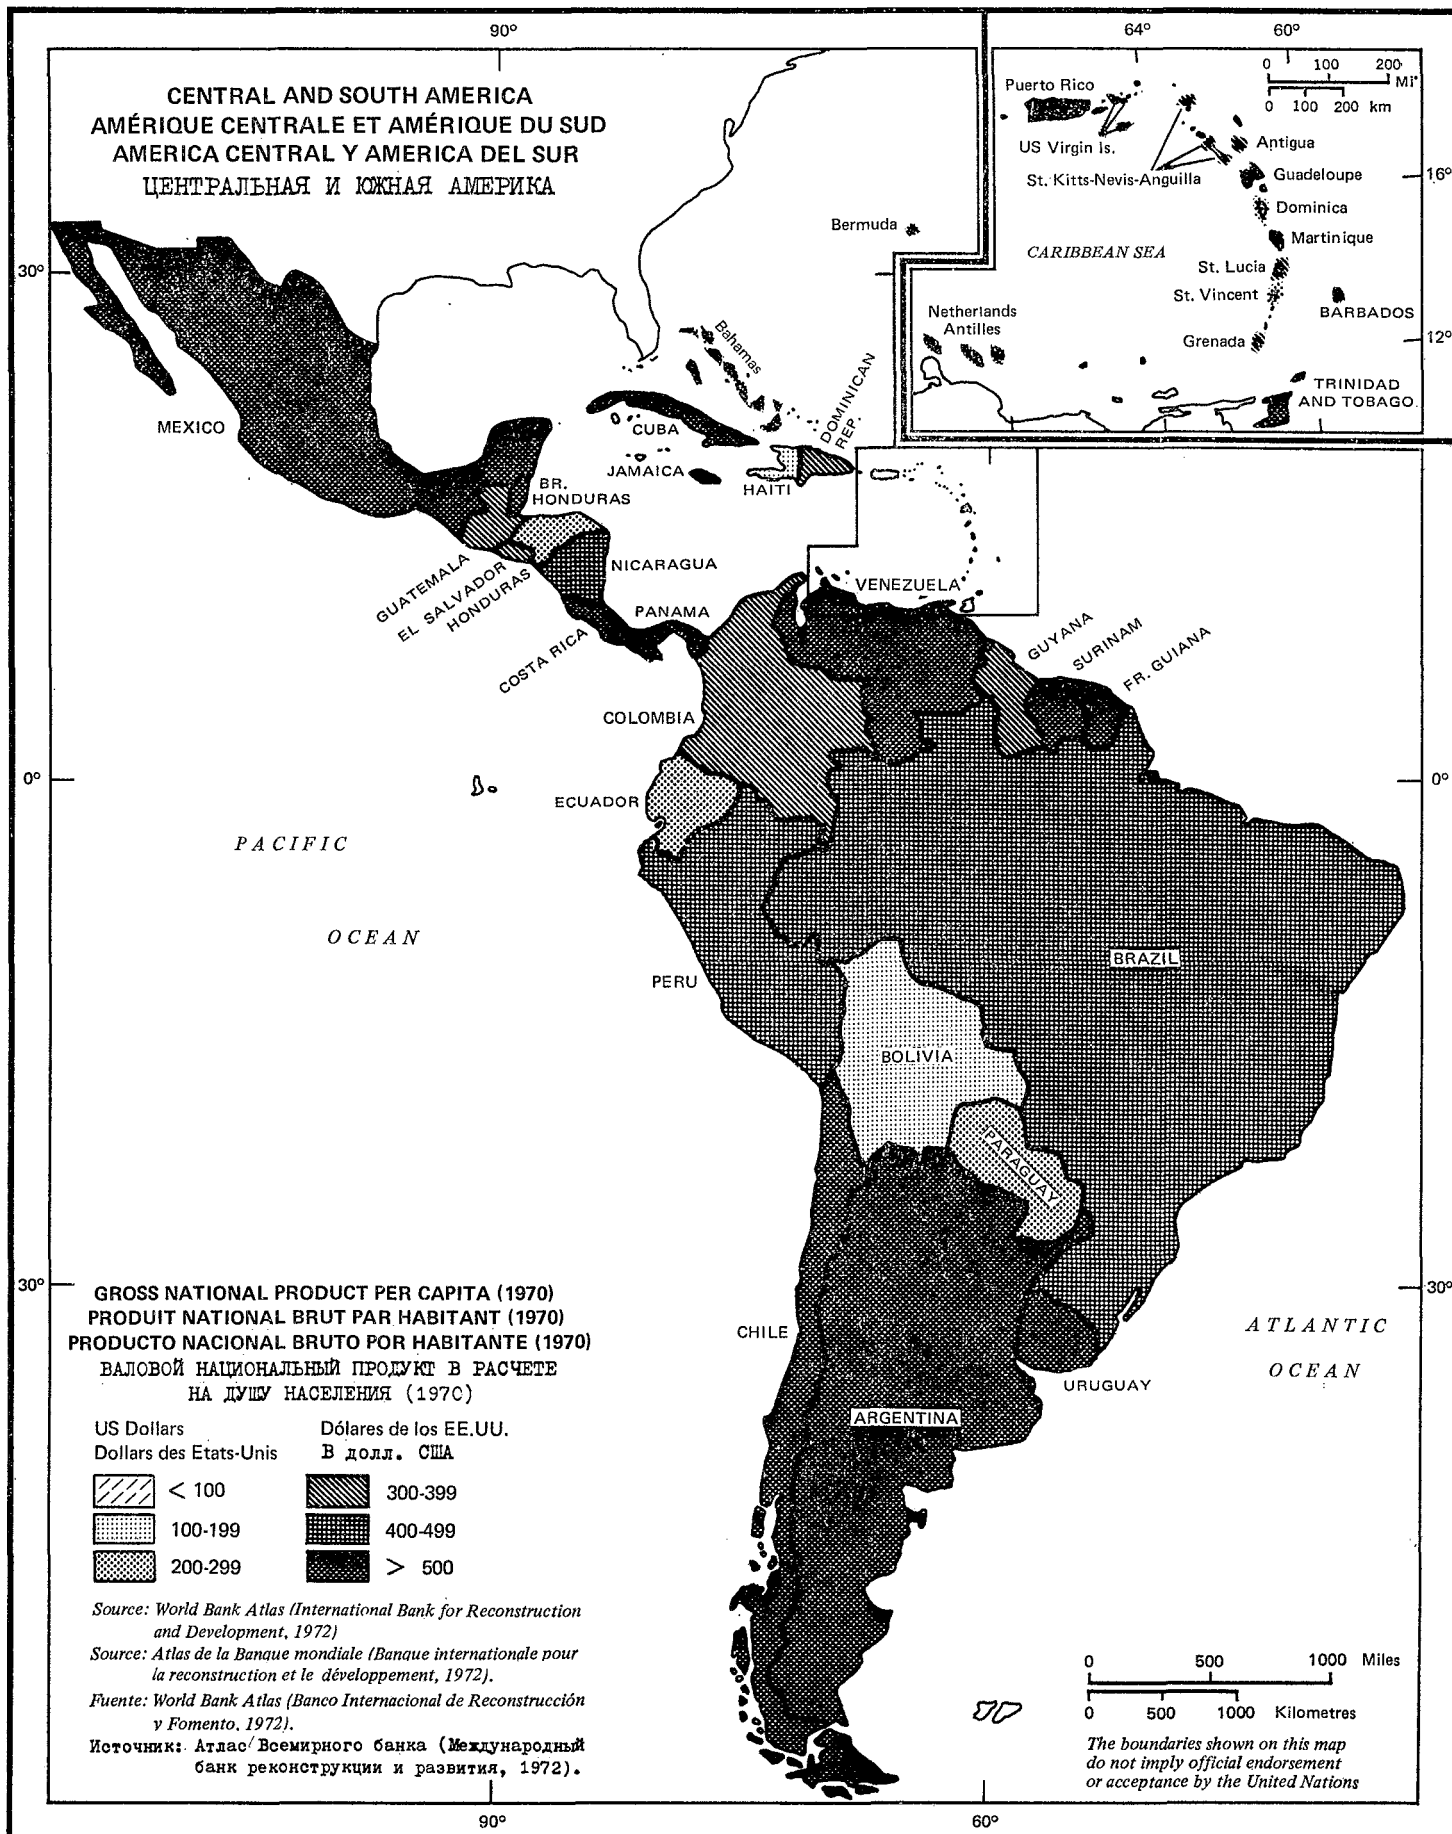 90°
64°
60°
CENTRAL AND SOUTH AMERICA
AMÉRIQUE CENTRALE ET AMÉRIQUE DU SUD
AMERICA CENTRAL Y AMERICA DEL SUR
ЦЕНТРАЛЬНАЯ И ЮЖНАЯ АМЕРИКА
0 100 200
Mi
0 100 200 km
Puerto Rico
US Virgin Is.
St. Kitts-Nevis-Anguilla
Antigua
Guadeloupe
Dominica
Martinique
St. Lucia
St. Vincent
BARBADOS
Grenada
TRINIDAD
AND TOBAGO
Netherlands
Antilles
CARIBBEAN SEA
16°
12°
Bermuda
30°
Bahamas
DOMINICAN
REP.
MEXICO
CUBA
JAMAICA
HAITI
BR.
HONDURAS
NICARAGUA
GUATEMALA
EL SALVADOR
HONDURAS
PANAMA
COSTA RICA
VENEZUELA
GUYANA
SURINAM
FR. GUIANA
COLOMBIA
0°
0°
ECUADOR
PACIFIC
OCEAN
PERU
BRAZIL
BOLIVIA
PARAGUAY
30°
30°
CHILE
ATLANTIC
OCEAN
URUGUAY
ARGENTINA
GROSS NATIONAL PRODUCT PER CAPITA (1970)
PRODUIT NATIONAL BRUT PAR HABITANT (1970)
PRODUCTO NACIONAL BRUTO POR HABITANTE (1970)
ВАЛОВОЙ НАЦИОНАЛЬНЫЙ ПРОДУКТ В РАСЧЕТЕ
НА ДУШУ НАСЕЛЕНИЯ (1970)
US Dollars
Dollars des Etats-Unis
Dólares de los EE.UU.
В долл. США
< 100
100-199
200-299
300-399
400-499
> 500
Source: World Bank Atlas (International Bank for Reconstruction
and Development, 1972)
Source: Atlas de la Banque mondiale (Banque internationale pour
la reconstruction et le développement, 1972).
Fuente: World Bank Atlas (Banco Internacional de Reconstrucción
y Fomento, 1972).
Источник: Атлас Всемирного банка (Международный
банк реконструкции и развития, 1972).
0 500 1000 Miles
0 500 1000 Kilometres
The boundaries shown on this map
do not imply official endorsement
or acceptance by the United Nations
90°
60°